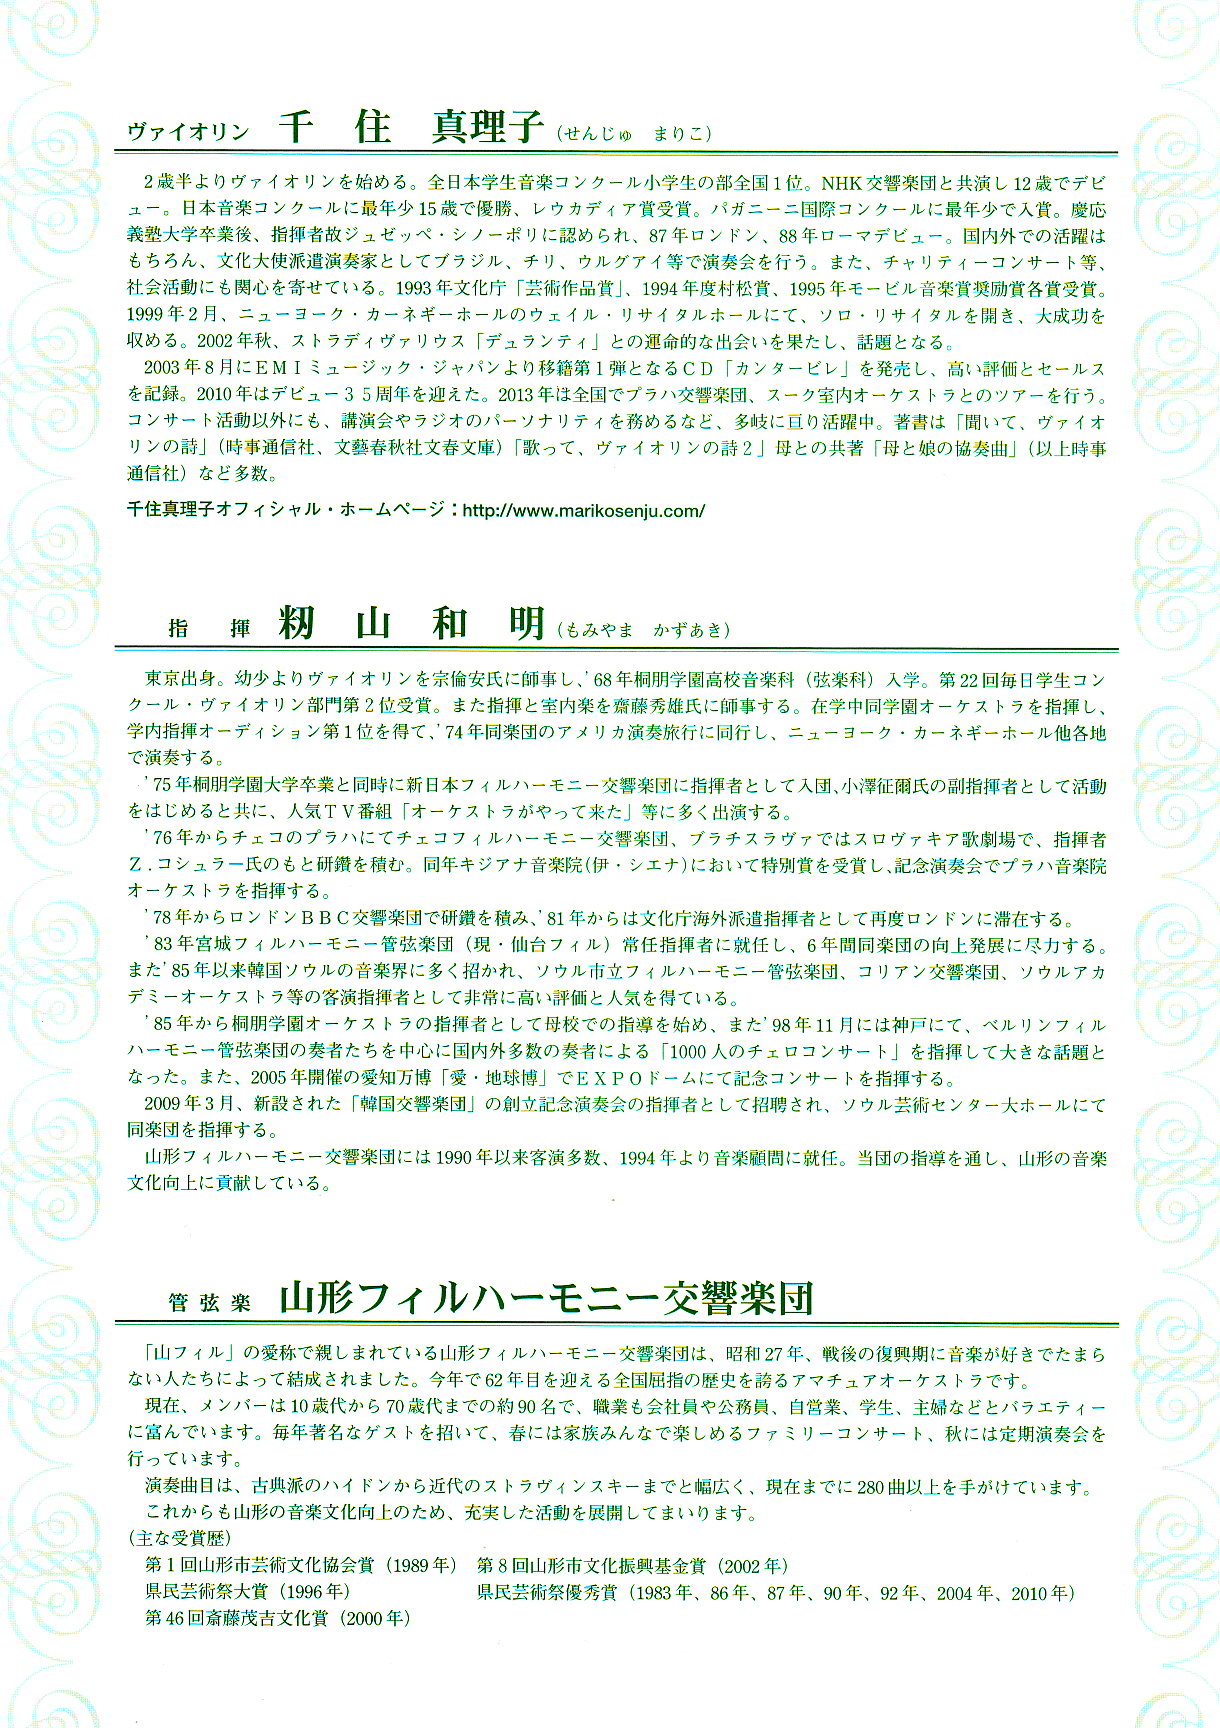 ヴァイオリン 千 住 真理子(せんじゅ まりこ)
2歳半よりヴァイオリンを始める。全日本学生音楽コンクール小学生の部全国1位。NHK交響楽団と共演し12歳でデビ
ュー。日本音楽コンクールに最年少15歳で優勝、レウカディア賞受賞。パガニーニ国際コンクールに最年少で入賞。慶応
義塾大学卒業後、指揮者故ジュゼッペ・シノーポリに認められ、87年ロンドン、88年ローマデビュー。国内外での活躍は
もちろん、文化大使派遣演奏家としてブラジル、チリ、ウルグアイ等で演奏会を行う。また、チャリティーコンサート等、
社会活動にも関心を寄せている。1993年文化庁「芸術作品賞」、1994年度村松賞、1995年モービル音楽賞奨励賞各賞受賞。
1999年2月、ニューヨーク・カーネギーホールのウェイル・リサイタルホールにて、ソロ・リサイタルを開き、大成功を
収める。2002年秋、ストラディヴァリウス「デュランティ」との運命的な出会いを果たし、話題となる。
2003年8月にEMIミュージック・ジャパンより移籍第1弾となるCD「カンタービレ」を発売し、高い評価とセールス
を記録。2010年はデビュー35周年を迎えた。2013年は全国でプラハ交響楽団、スーク室内オーケストラとのツアーを行う。
コンサート活動以外にも、講演会やラジオのパーソナリティを務めるなど、多岐に亘り活躍中。著書は「聞いて、ヴァイオ
リンの詩」(時事通信社、文藝春秋社文春文庫)「歌って、ヴァイオリンの詩2」母との共著「母と娘の協奏曲」(以上時事
通信社)など多数。
千住真理子オフィシャル・ホームページ：http://www.marikosenju.com/
指 揮 籾 山 和 明(もみやま かずあき)
東京出身。幼少よりヴァイオリンを宗倫安氏に師事し、'68年桐朋学園高校音楽科(弦楽科)入学。第22回毎日学生コン
クール・ヴァイオリン部門第2位受賞。また指揮と室内楽を齋藤秀雄氏に師事する。在学中同学園オーケストラを指揮し、
学内指揮オーディション第1位を得て、'74年同楽団のアメリカ演奏旅行に同行し、ニューヨーク・カーネギーホール他各地
で演奏する。
'75年桐朋学園大学卒業と同時に新日本フィルハーモニー交響楽団に指揮者として入団、小澤征爾氏の副指揮者として活動
をはじめると共に、人気TV番組「オーケストラがやって来た」等に多く出演する。
'76年からチェコのプラハにてチェコフィルハーモニー交響楽団、ブラチスラヴァではスロヴァキア歌劇場で、指揮者
Z.コシュラー氏のもと研鑽を積む。同年キジアナ音楽院(伊・シエナ)において特別賞を受賞し、記念演奏会でプラハ音楽院
オーケストラを指揮する。
'78年からロンドンBBC交響楽団で研鑽を積み、'81年からは文化庁海外派遣指揮者として再度ロンドンに滞在する。
'83年宮城フィルハーモニー管弦楽団(現・仙台フィル)常任指揮者に就任し、6年間同楽団の向上発展に尽力する。
また'85年以来韓国ソウルの音楽界に多く招かれ、ソウル市立フィルハーモニー管弦楽団、コリアン交響楽団、ソウルアカ
デミーオーケストラ等の客演指揮者として非常に高い評価と人気を得ている。
'85年から桐朋学園オーケストラの指揮者として母校での指導を始め、また'98年11月には神戸にて、ベルリンフィル
ハーモニー管弦楽団の奏者たちを中心に国内外多数の奏者による「1000人のチェロコンサート」を指揮して大きな話題と
なった。また、2005年開催の愛知万博「愛・地球博」でEXPOドームにて記念コンサートを指揮する。
2009年3月、新設された「韓国交響楽団」の創立記念演奏会の指揮者として招聘され、ソウル芸術センター大ホールにて
同楽団を指揮する。
山形フィルハーモニー交響楽団には1990年以来客演多数、1994年より音楽顧問に就任。当団の指導を通し、山形の音楽
文化向上に貢献している。
管弦楽 山形フィルハーモニー交響楽団
「山フィル」の愛称で親しまれている山形フィルハーモニー交響楽団は、昭和27年、戦後の復興期に音楽が好きでたまら
ない人たちによって結成されました。今年で62年目を迎える全国屈指の歴史を誇るアマチュアオーケストラです。
現在、メンバーは10歳代から70歳代までの約90名で、職業も会社員や公務員、自営業、学生、主婦などとバラエティー
に富んでいます。毎年著名なゲストを招いて、春には家族みんなで楽しめるファミリーコンサート、秋には定期演奏会を
行っています。
演奏曲目は、古典派のハイドンから近代のストラヴィンスキーまでと幅広く、現在までに280曲以上を手がけています。
これからも山形の音楽文化向上のため、充実した活動を展開してまいります。
(主な受賞歴)
第1回山形市芸術文化協会賞(1989年) 第8回山形市文化振興基金賞(2002年)
県民芸術祭大賞(1996年) 県民芸術祭優秀賞(1983年、86年、87年、90年、92年、2004年、2010年)
第46回斎藤茂吉文化賞(2000年)